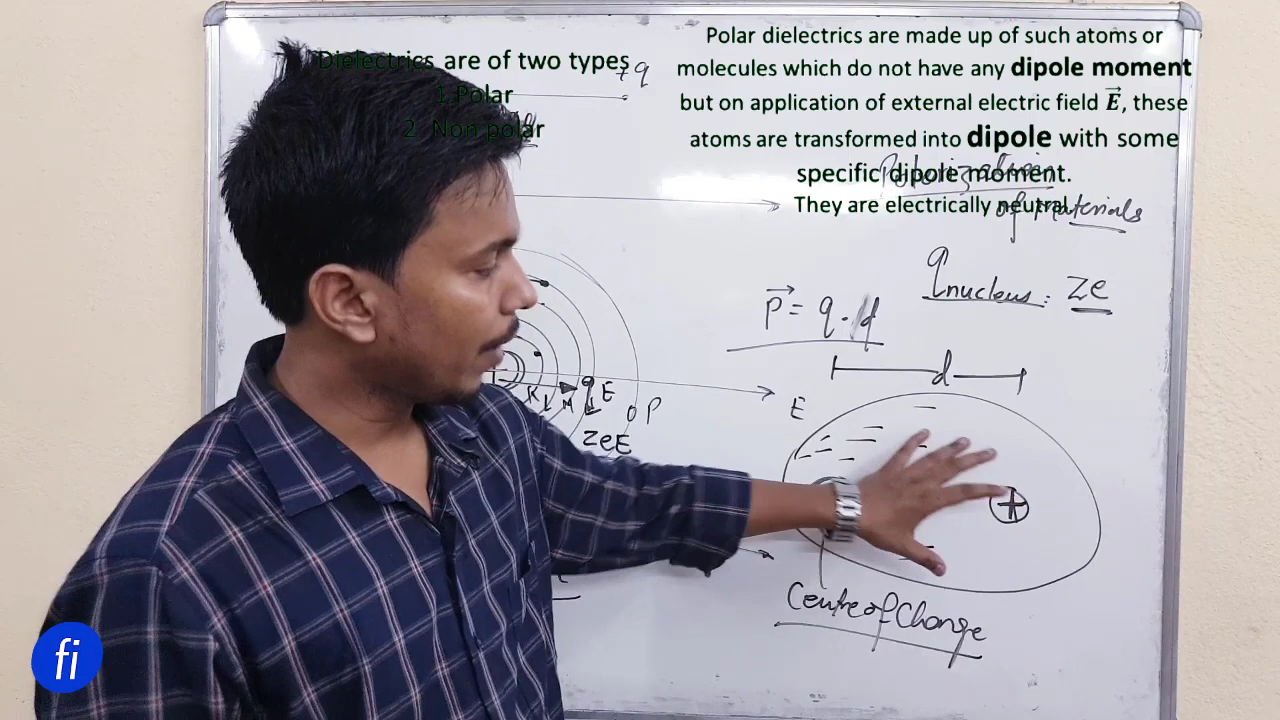 Dielectrics are of two types
1 Polar
2 Non polar
+q
Polar dielectrics are made up of such atoms or
molecules which do not have any dipole moment
but on application of external electric field E⃗, these
atoms are transformed into dipole with some
specific dipole moment.
They are electrically neutral.
Polarization
of Materials
q nucleus: Ze
P⃗ = q. d
d
E
K L M
E
P
ZeE
+
Centre of Charge
fi